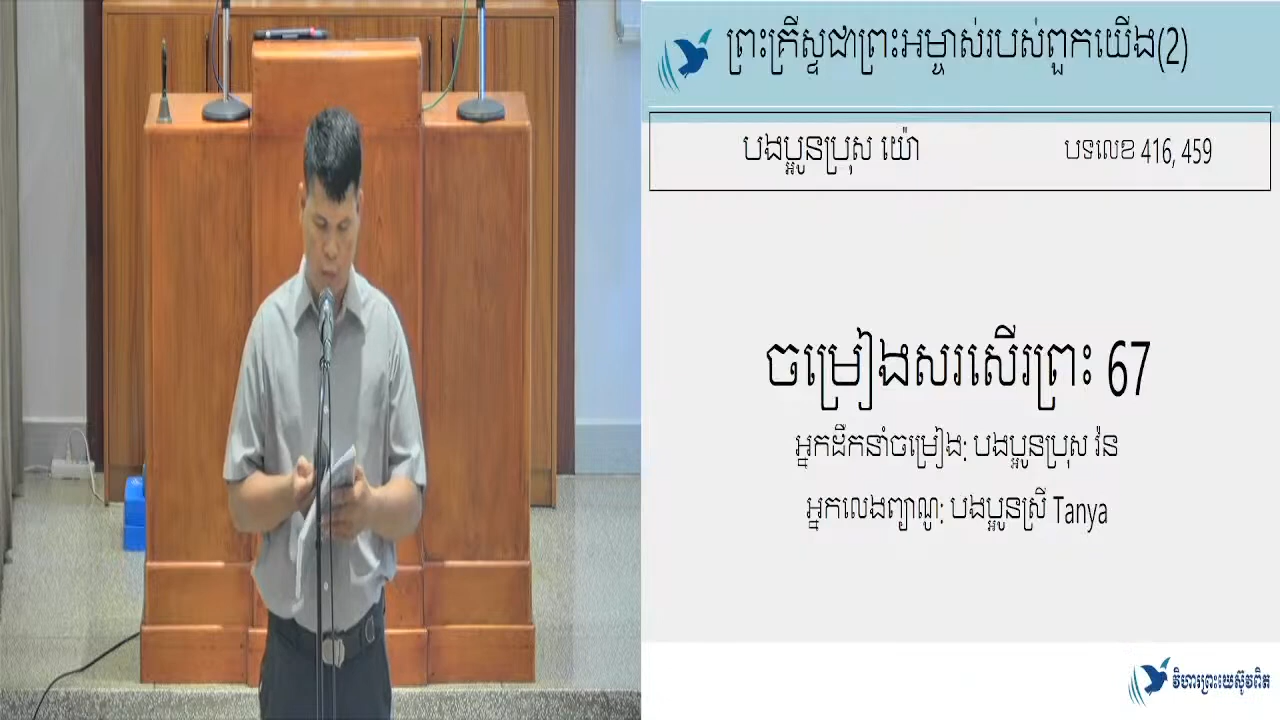 ព្រះគ្រីស្ទជាព្រះអម្ចាស់របស់ពួកយើង(2)
បងប្អូនប្រុស យ៉ោ
បទលេខ 416, 459
ចម្រៀងសរសើរព្រះ 67
អ្នកដឹកនាំចម្រៀង: បងប្អូនប្រុស វ៉ន
អ្នកលេងព្យាណូ: បងប្អូនស្រី Tanya
វិហារព្រះយេស៊ូវពិត